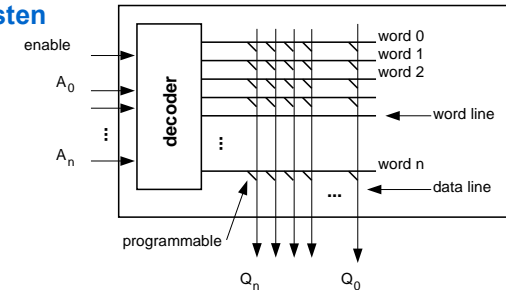 sten
enable
A0
...
An
decoder
...
word 0
word 1
word 2
word line
word n
data line
...
programmable
Qn
Q0